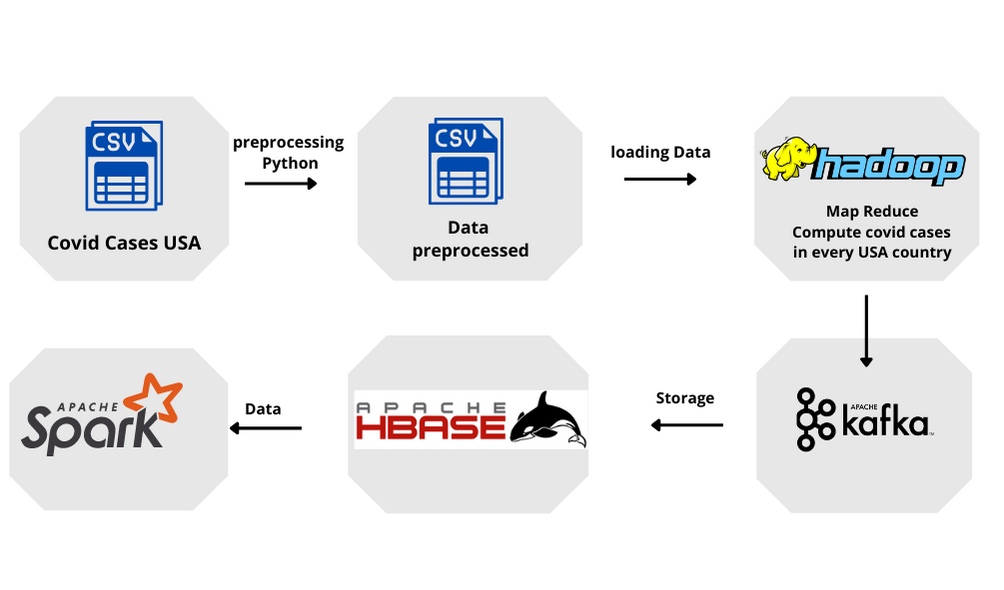 CSV
Covid Cases USA
preprocessing
Python
CSV
Data
preprocessed
loading Data
hadoop
Map Reduce
Compute covid cases
in every USA country
APACHE
kafka
TM
Storage
APACHE
HBASE
Data
APACHE
Spark